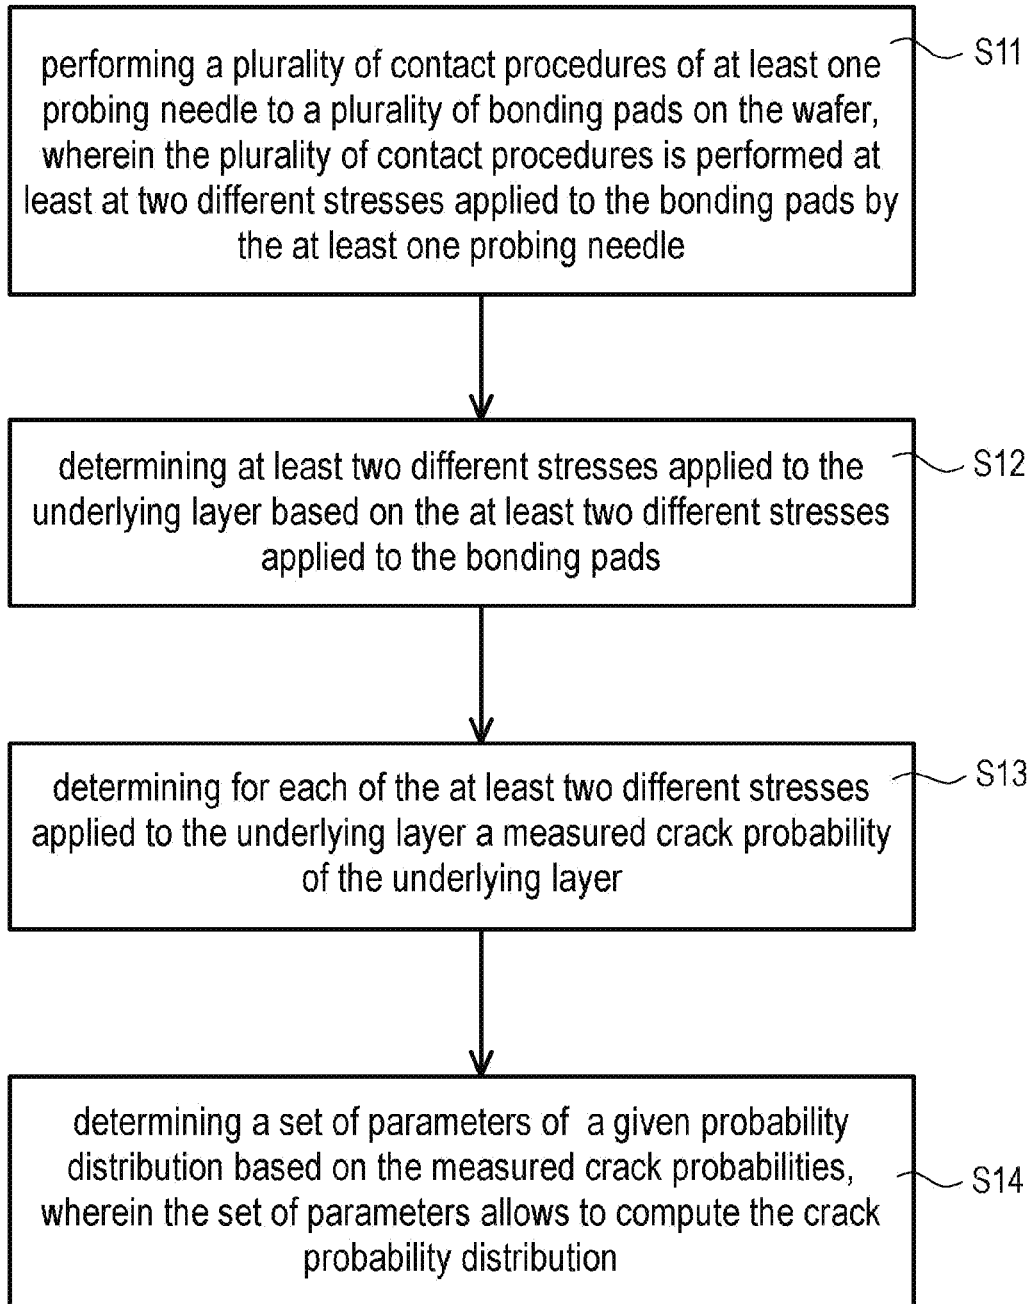 performing a plurality of contact procedures of at least one
probing needle to a plurality of bonding pads on the wafer,
wherein the plurality of contact procedures is performed at
least at two different stresses applied to the bonding pads by
the at least one probing needle
S11
determining at least two different stresses applied to the
underlying layer based on the at least two different stresses
applied to the bonding pads
S12
determining for each of the at least two different stresses
applied to the underlying layer a measured crack probability
of the underlying layer
S13
determining a set of parameters of a given probability
distribution based on the measured crack probabilities,
wherein the set of parameters allows to compute the crack
probability distribution
S14